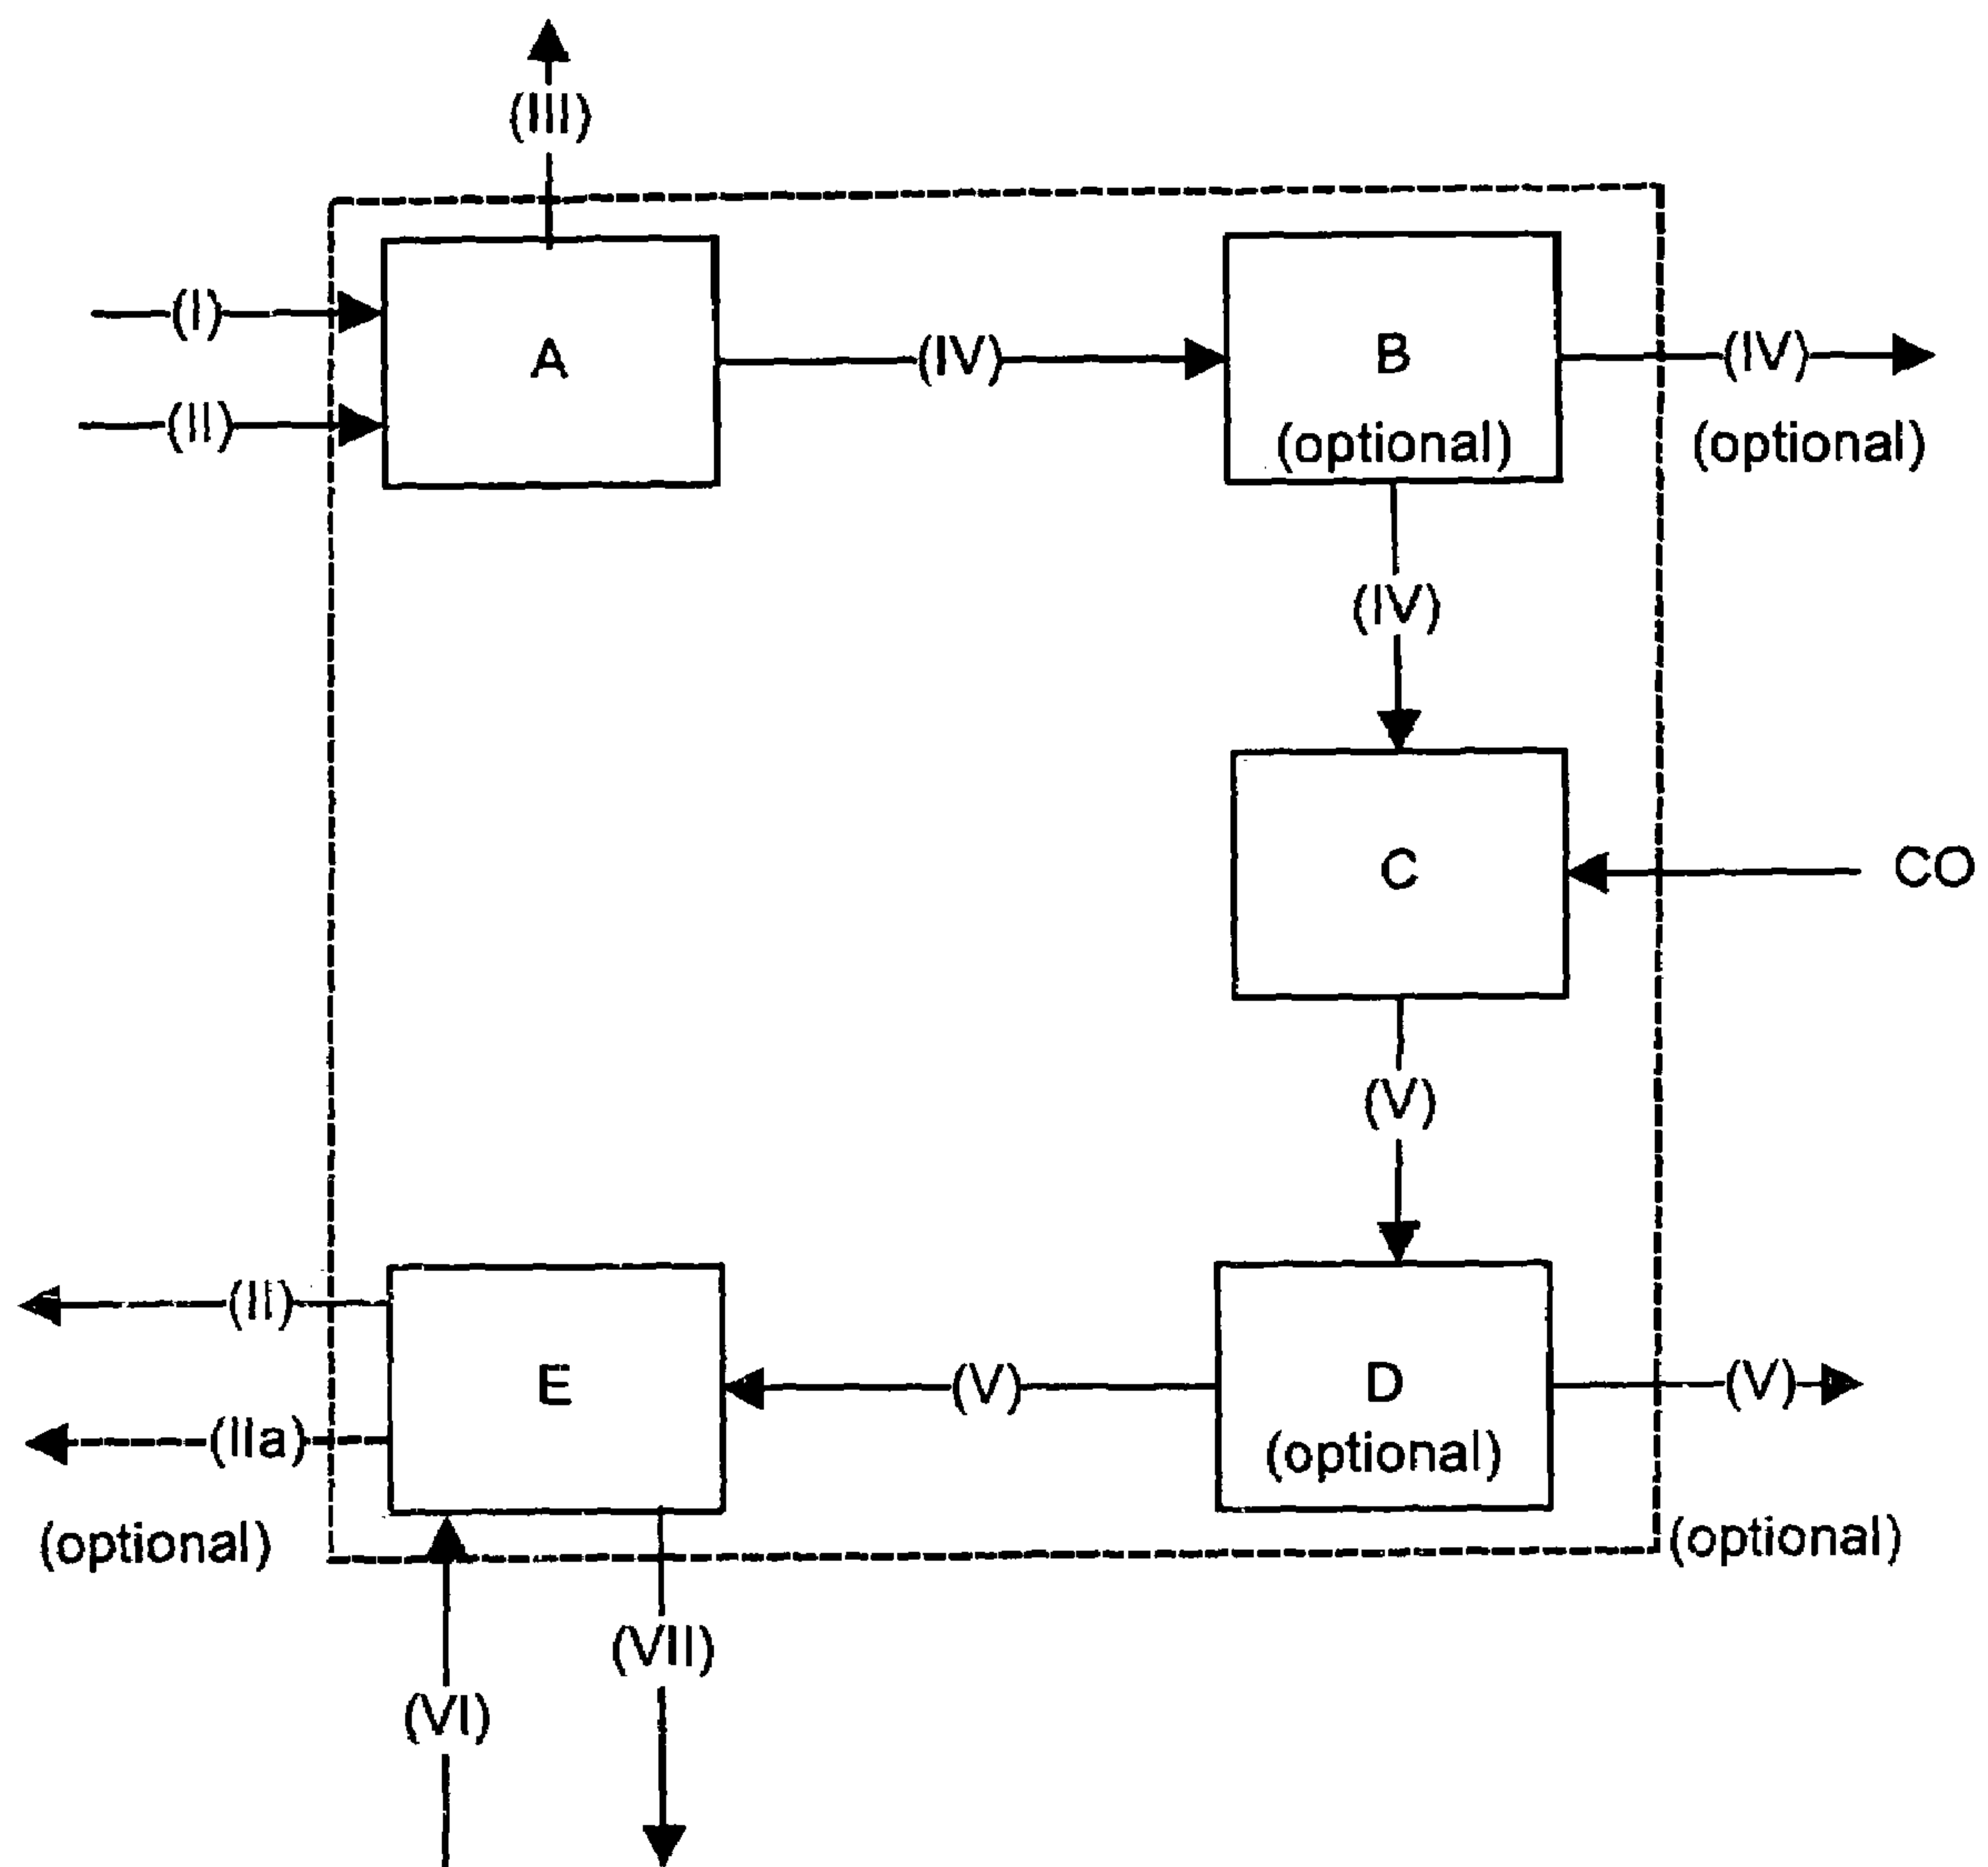 (III)
(I)
(II)
A
(IV)
B
(optional)
(IV)
(optional)
(IV)
C
CO
(V)
(II)
E
(V)
D
(optional)
(V)
(IIa)
(optional)
(optional)
(VII)
(VI)